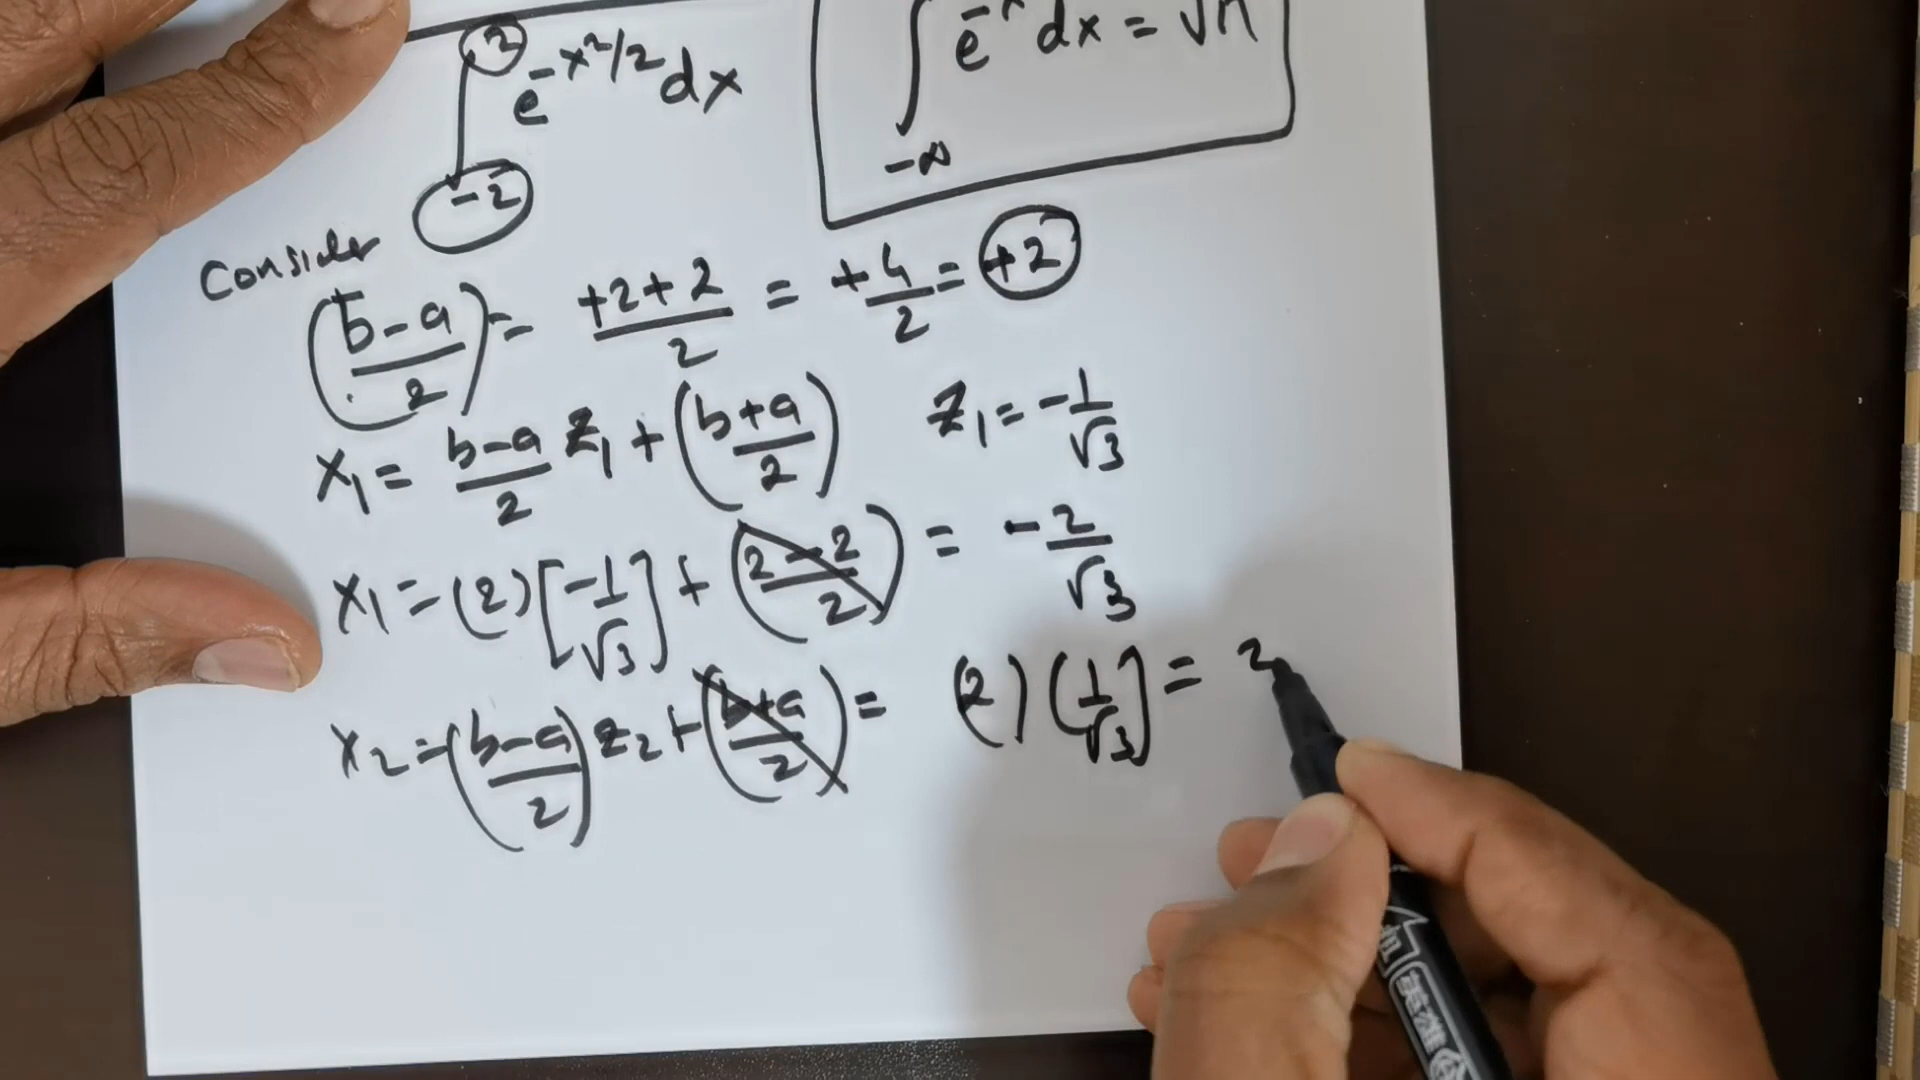 ∫_{-2}^{2} e^{-x²/2} dx
∫_{-∞} e^{-x} dx = √π
Consider
(b-a/2) = +2+2/2 = +4/2 = +2
x₁ = b-a/2 z₁ + (b+a/2) z₁ = -1/√3
x₁ = (2)[-1/√3] + (2-2/2) = -2/√3
x₂ = (b-a/2) z₂ + (b+a/2) = (2)(1/√3] = 2